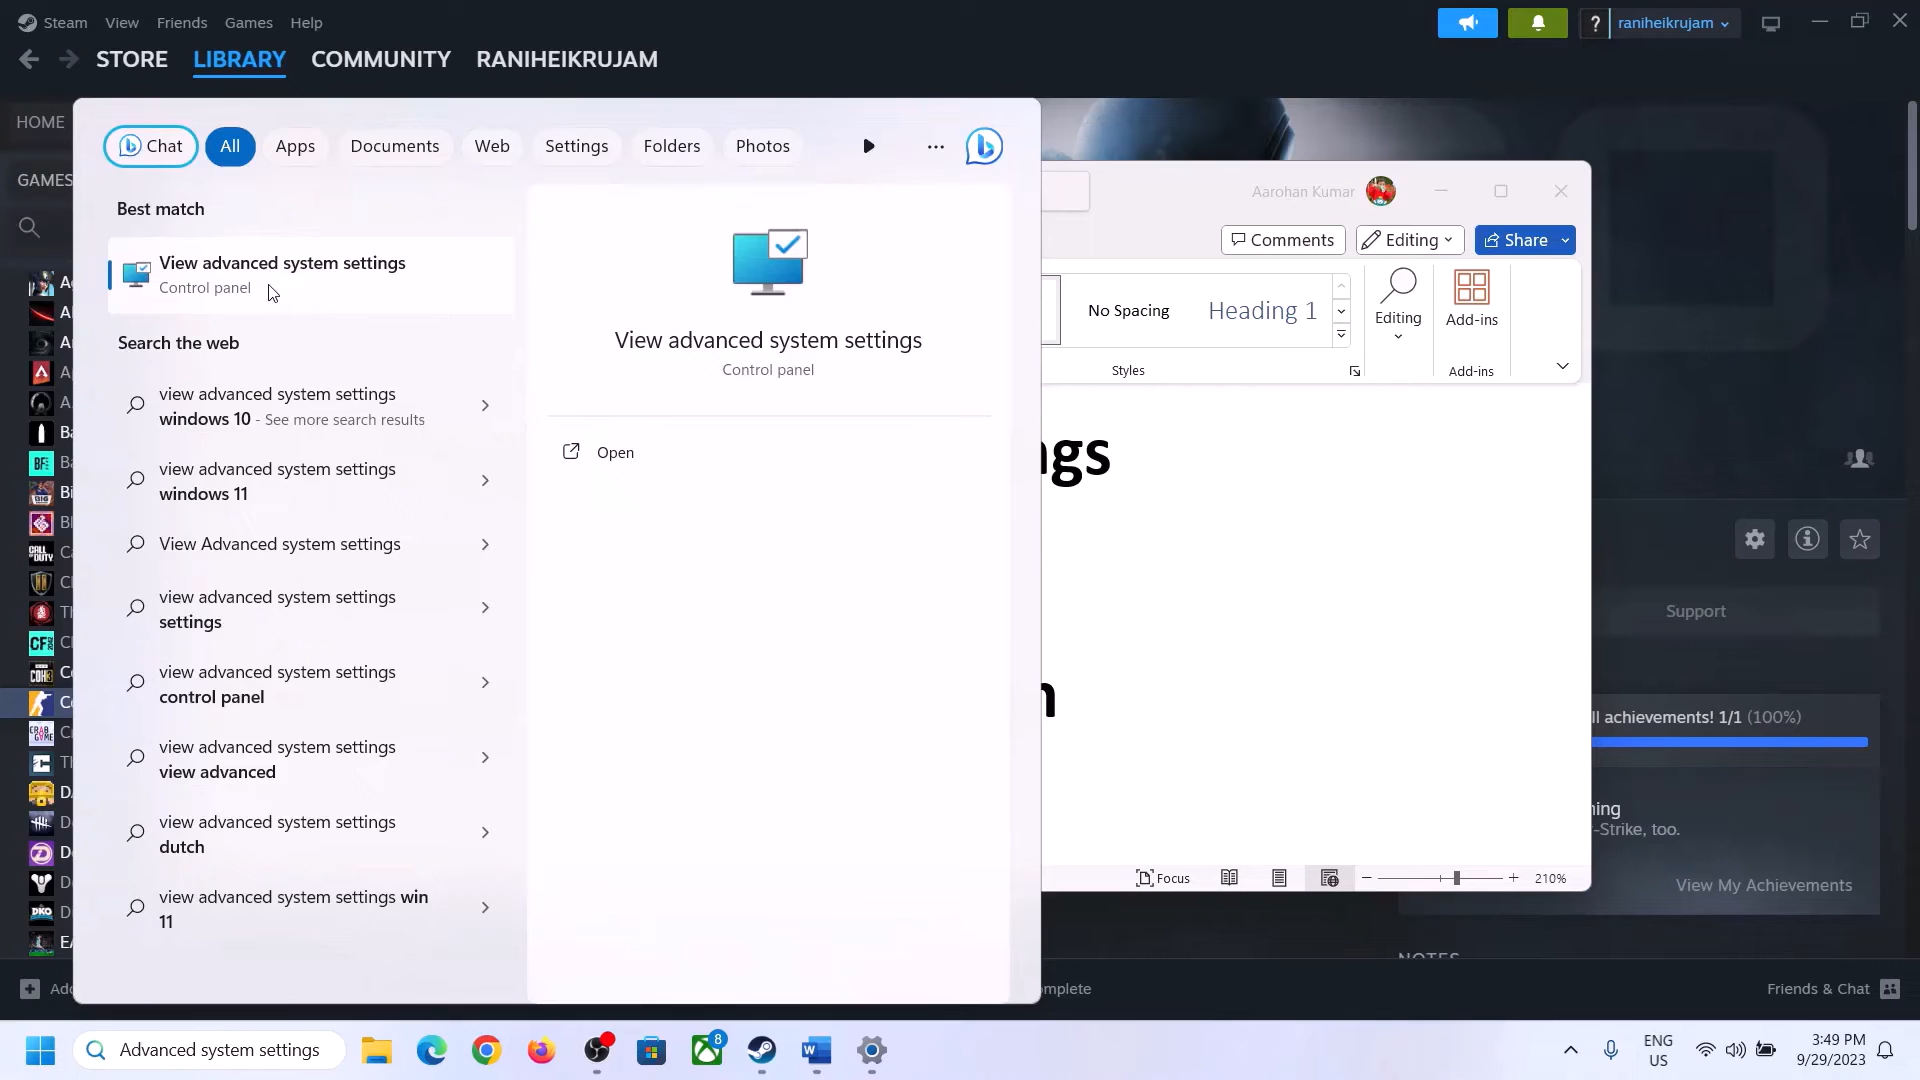 Steam View Friends Games Help
? raniheikrujam
STORE LIBRARY COMMUNITY RANIHEIKRUJAM
HOME
GAMES
Chat All Apps Documents Web Settings Folders Photos
Best match
View advanced system settings
Control panel
Search the web
view advanced system settings
windows 10 - See more search results
view advanced system settings
windows 11
View Advanced system settings
view advanced system settings
settings
view advanced system settings
control panel
view advanced system settings
view advanced
view advanced system settings
dutch
view advanced system settings win
11
View advanced system settings
Control panel
Open
Aarohan Kumar
Comments Editing Share
No Spacing Heading 1
Styles
Editing
Add-ins
Add-ins
ngs
n
Focus
210%
Support
ll achievements! 1/1 (100%)
-Strike, too.
View My Achievements
NOTES
Friends & Chat
Advanced system settings
8
ENG
US
3:49 PM
9/29/2023